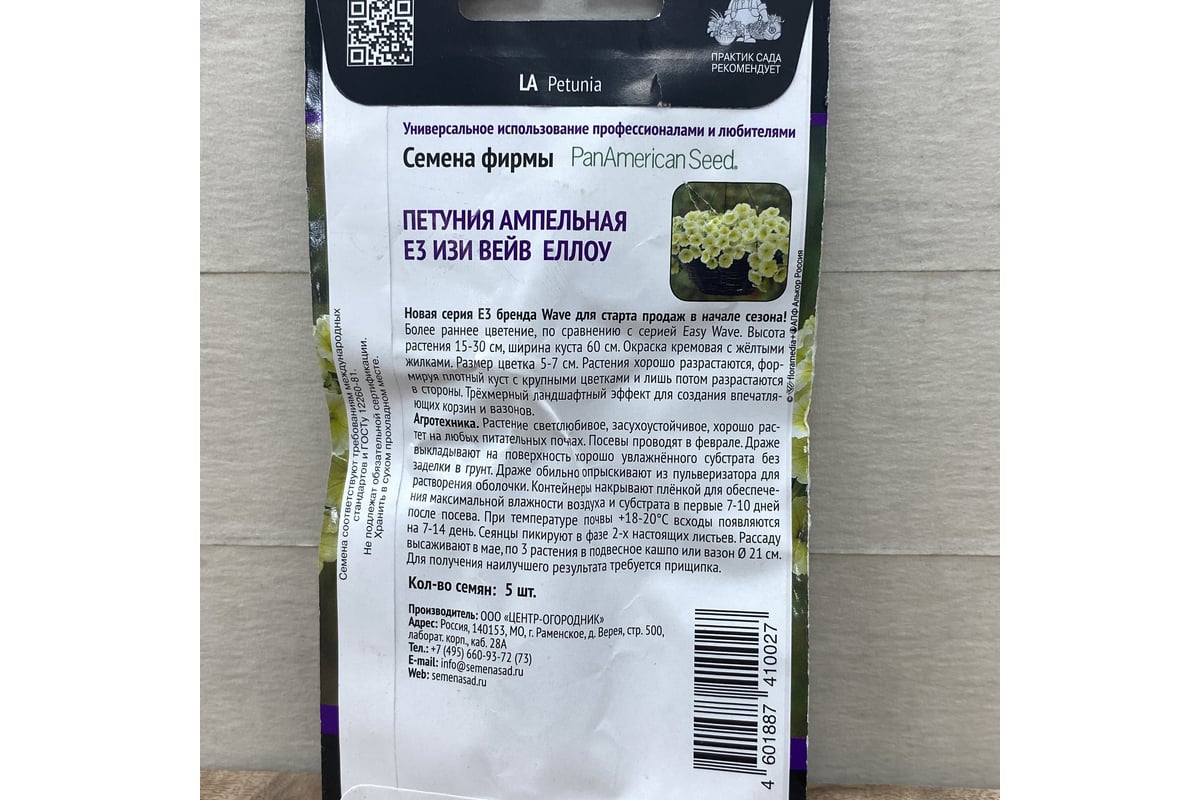 ПРАКТИК САДА
РЕКОМЕНДУЕТ
LA Petunia
Универсальное использование профессионалами и любителями
Семена фирмы PanAmerican Seed®
ПЕТУНИЯ АМПЕЛЬНАЯ
Е3 ИЗИ ВЕЙВ ЕЛЛОУ
Новая серия Е3 бренда Wave для старта продаж в начале сезона!
Более раннее цветение, по сравнению с серией Easy Wave. Высота
растения 15-30 см, ширина куста 60 см. Окраска кремовая с жёлтыми
жилками. Размер цветка 5-7 см. Растения хорошо разрастаются, фор-
мируя плотный куст с крупными цветками и лишь потом разрастаются
в стороны. Трёхмерный ландшафтный эффект для создания впечатля-
ющих корзин и вазонов.
Агротехника. Растение светлюбивое, засухоустойчивое, хорошо рас-
тет на любых питательных почах. Посевы проводят в феврале. Драже
выкладывают на поверхность хорошо увлажнённого субстрата без
заделки в грунт. Драже обильно опрыскивают из пульверизатора для
растворения оболочки. Контейнеры накрывают плёнкой для обеспече-
ния максимальной влажности воздуха и субстрата в первые 7-10 дней
после посева. При температуре почвы +18-20°С всходы появляются
на 7-14 день. Сеянцы пикируют в фазе 2-х настоящих листьев. Рассаду
высаживают в мае, по 3 растения в подвесное кашпо или вазон Ø 21 см.
Для получения наилучшего результата требуется прищипка.
Кол-во семян: 5 шт.
Производитель: ООО «ЦЕНТР-ОГОРОДНИК»
Адрес: Россия, 140153, МО, г. Раменское, д. Верея, стр. 500,
лаборат. корп., каб. 28А
Тел.: +7 (495) 660-93-72 (73)
E-mail: info@semenasad.ru
Web: semenasad.ru
Семена соответствуют требованиям международных
стандартов и ГОСТу 12260-81.
Не подлежат обязательной сертификации.
Хранить в сухом прохладном месте.
© floramedia + ®АПФ Алькор Россия
4 601887 410027